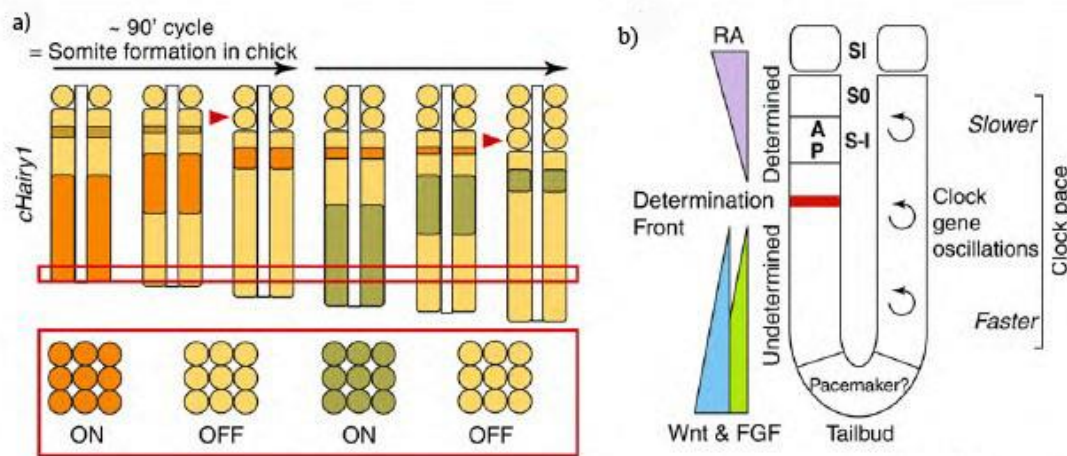 a)
~ 90' cycle
= Somite formation in chick
cHairy1
ON
OFF
ON
OFF
b)
RA
SI
S0
S-I
A
P
Determined
Determination
Front
Undetermined
Clock
gene
oscillations
Slower
Faster
Clock pace
Pacemaker?
Wnt & FGF
Tailbud